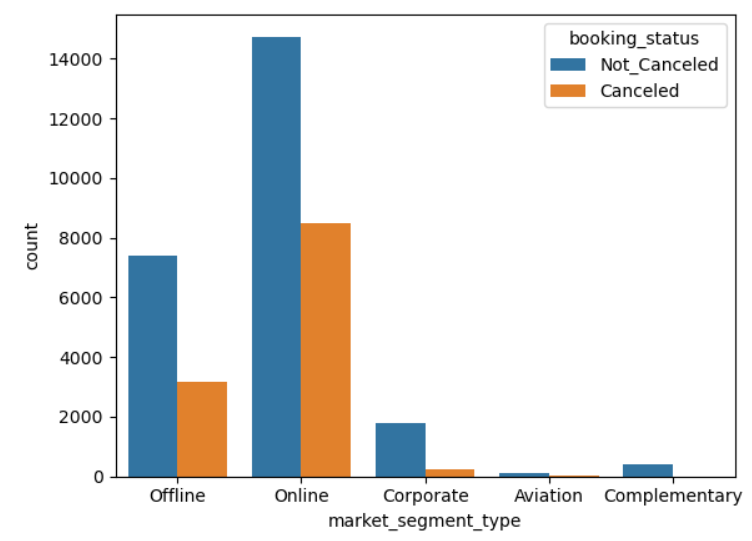 booking_status
Not_Canceled
Canceled
14000
12000
10000
8000
6000
4000
2000
0
count
Offline
Online
Corporate
Aviation
Complementary
market_segment_type